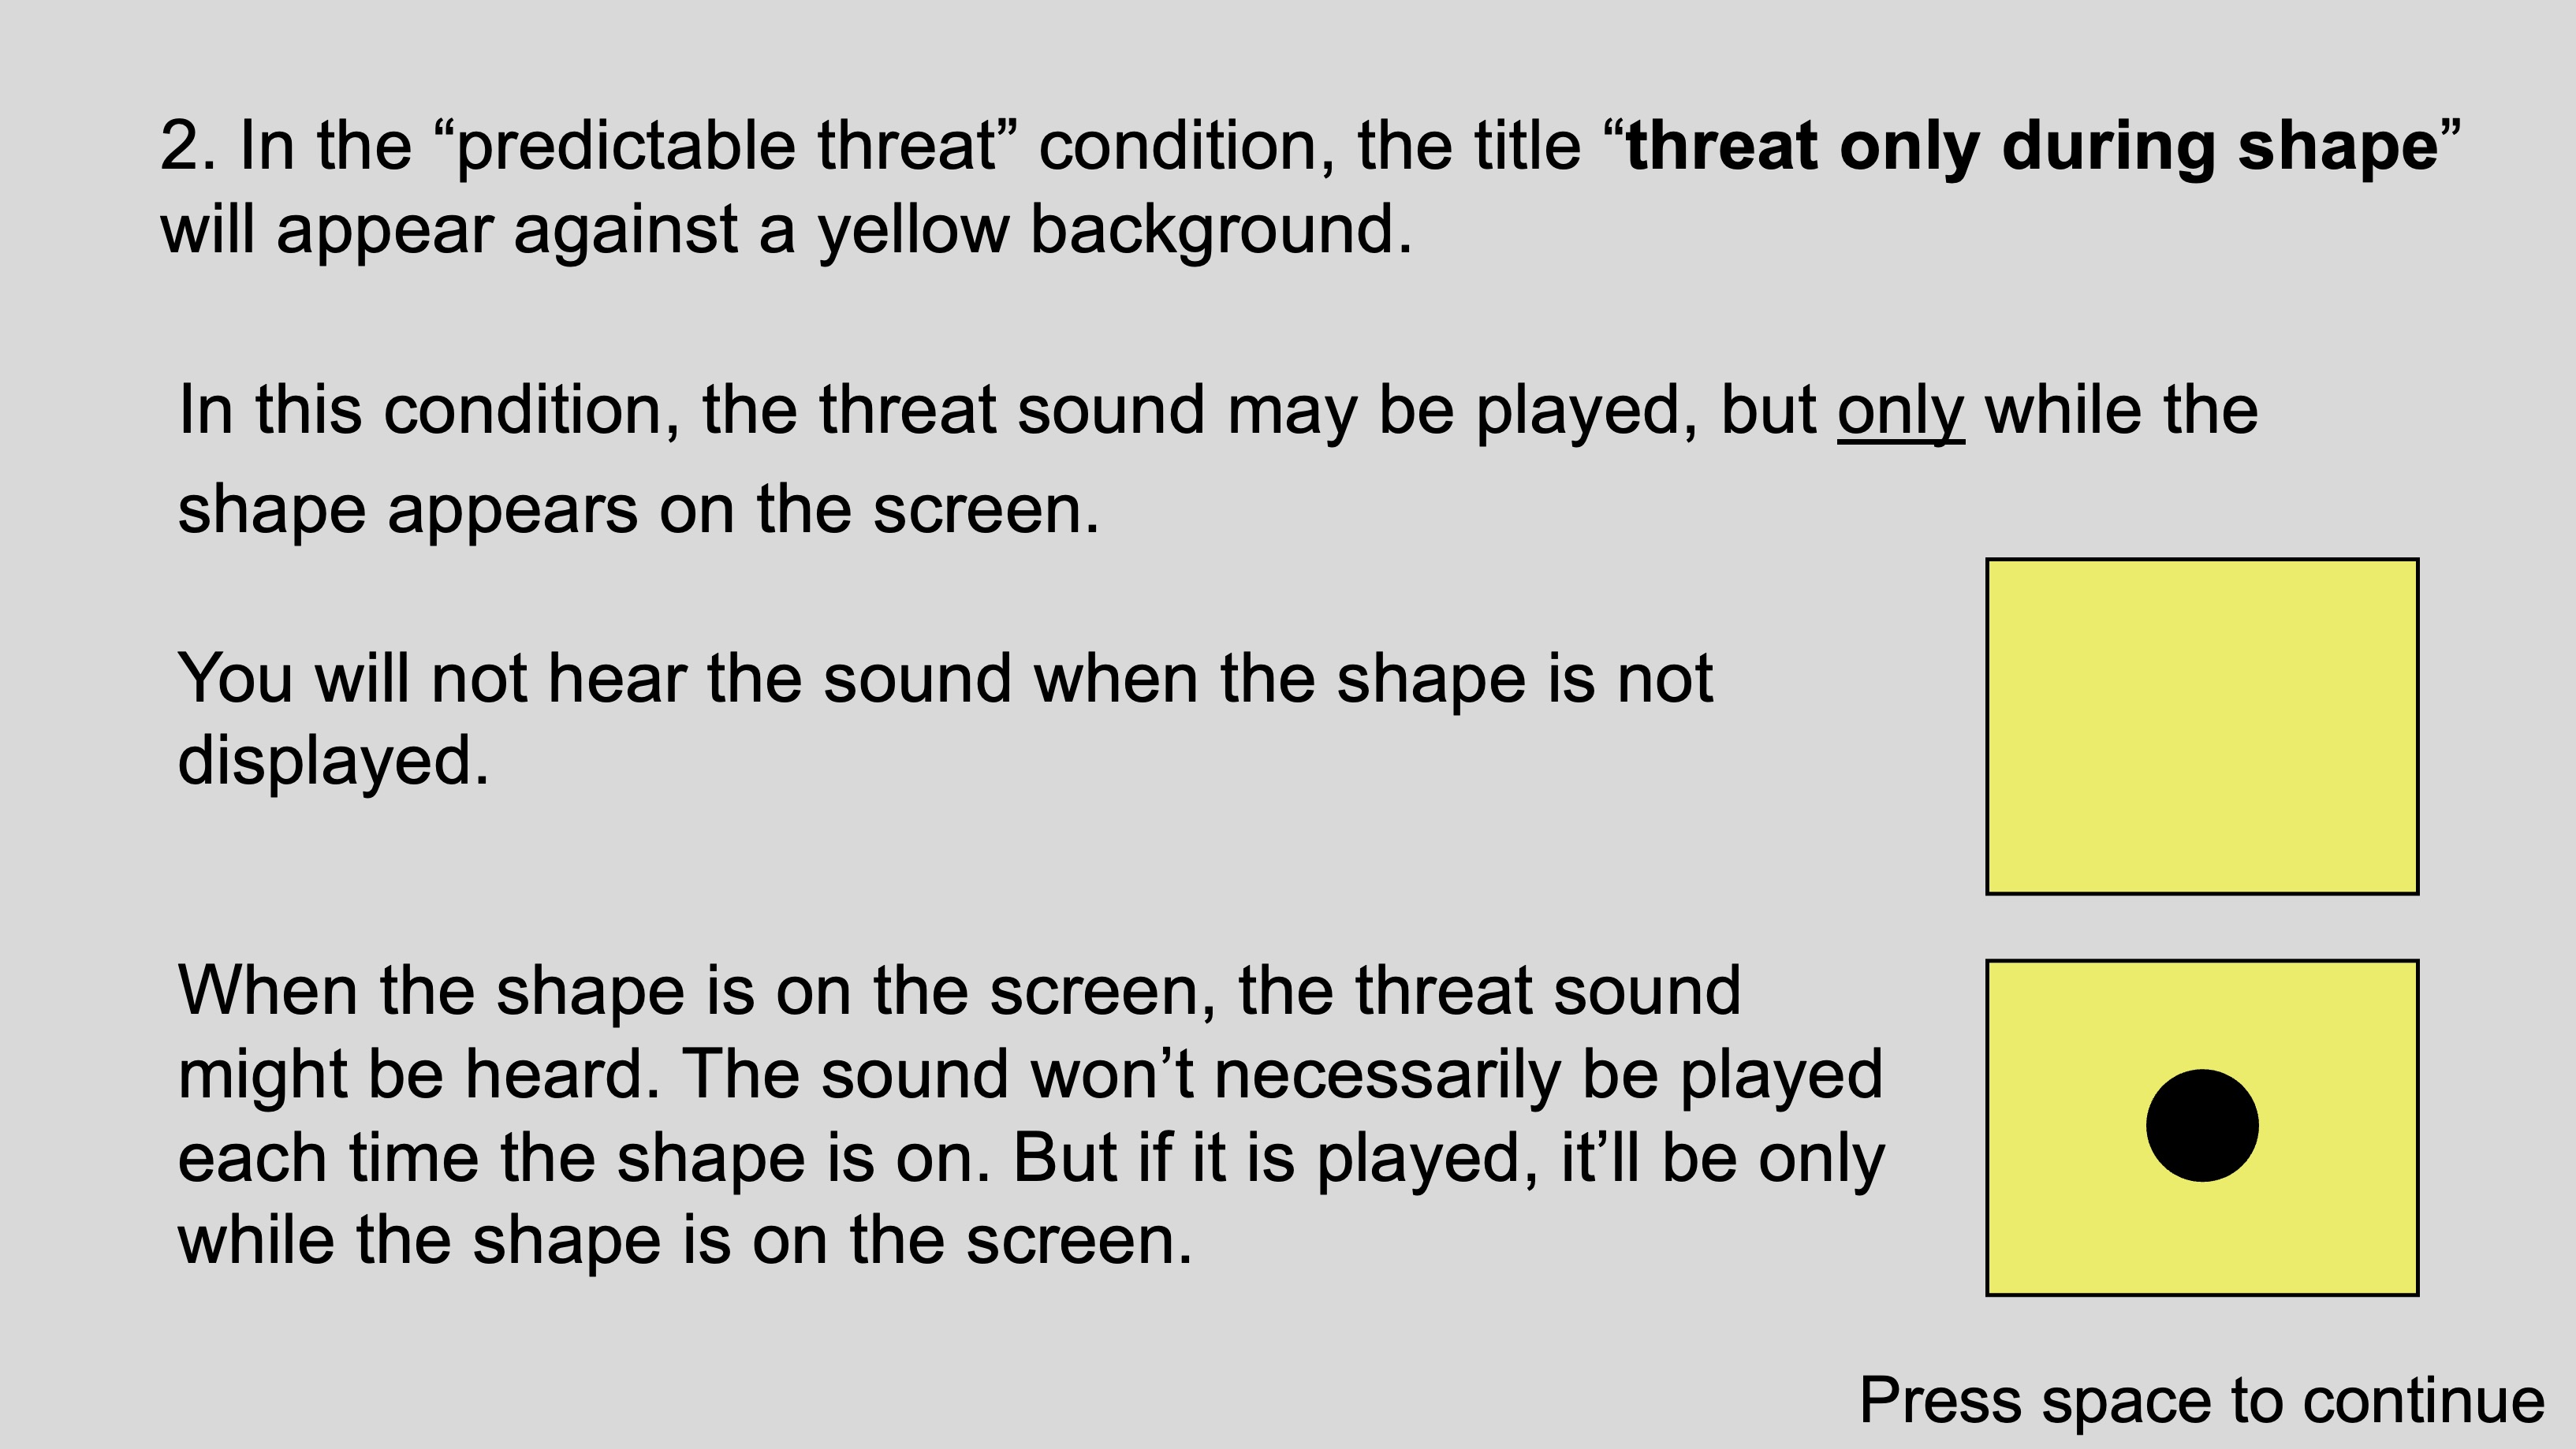 2. In the “predictable threat” condition, the title “threat only during shape”
will appear against a yellow background.
In this condition, the threat sound may be played, but only while the
shape appears on the screen.
You will not hear the sound when the shape is not
displayed.
When the shape is on the screen, the threat sound
might be heard. The sound won’t necessarily be played
each time the shape is on. But if it is played, it’ll be only
while the shape is on the screen.
Press space to continue